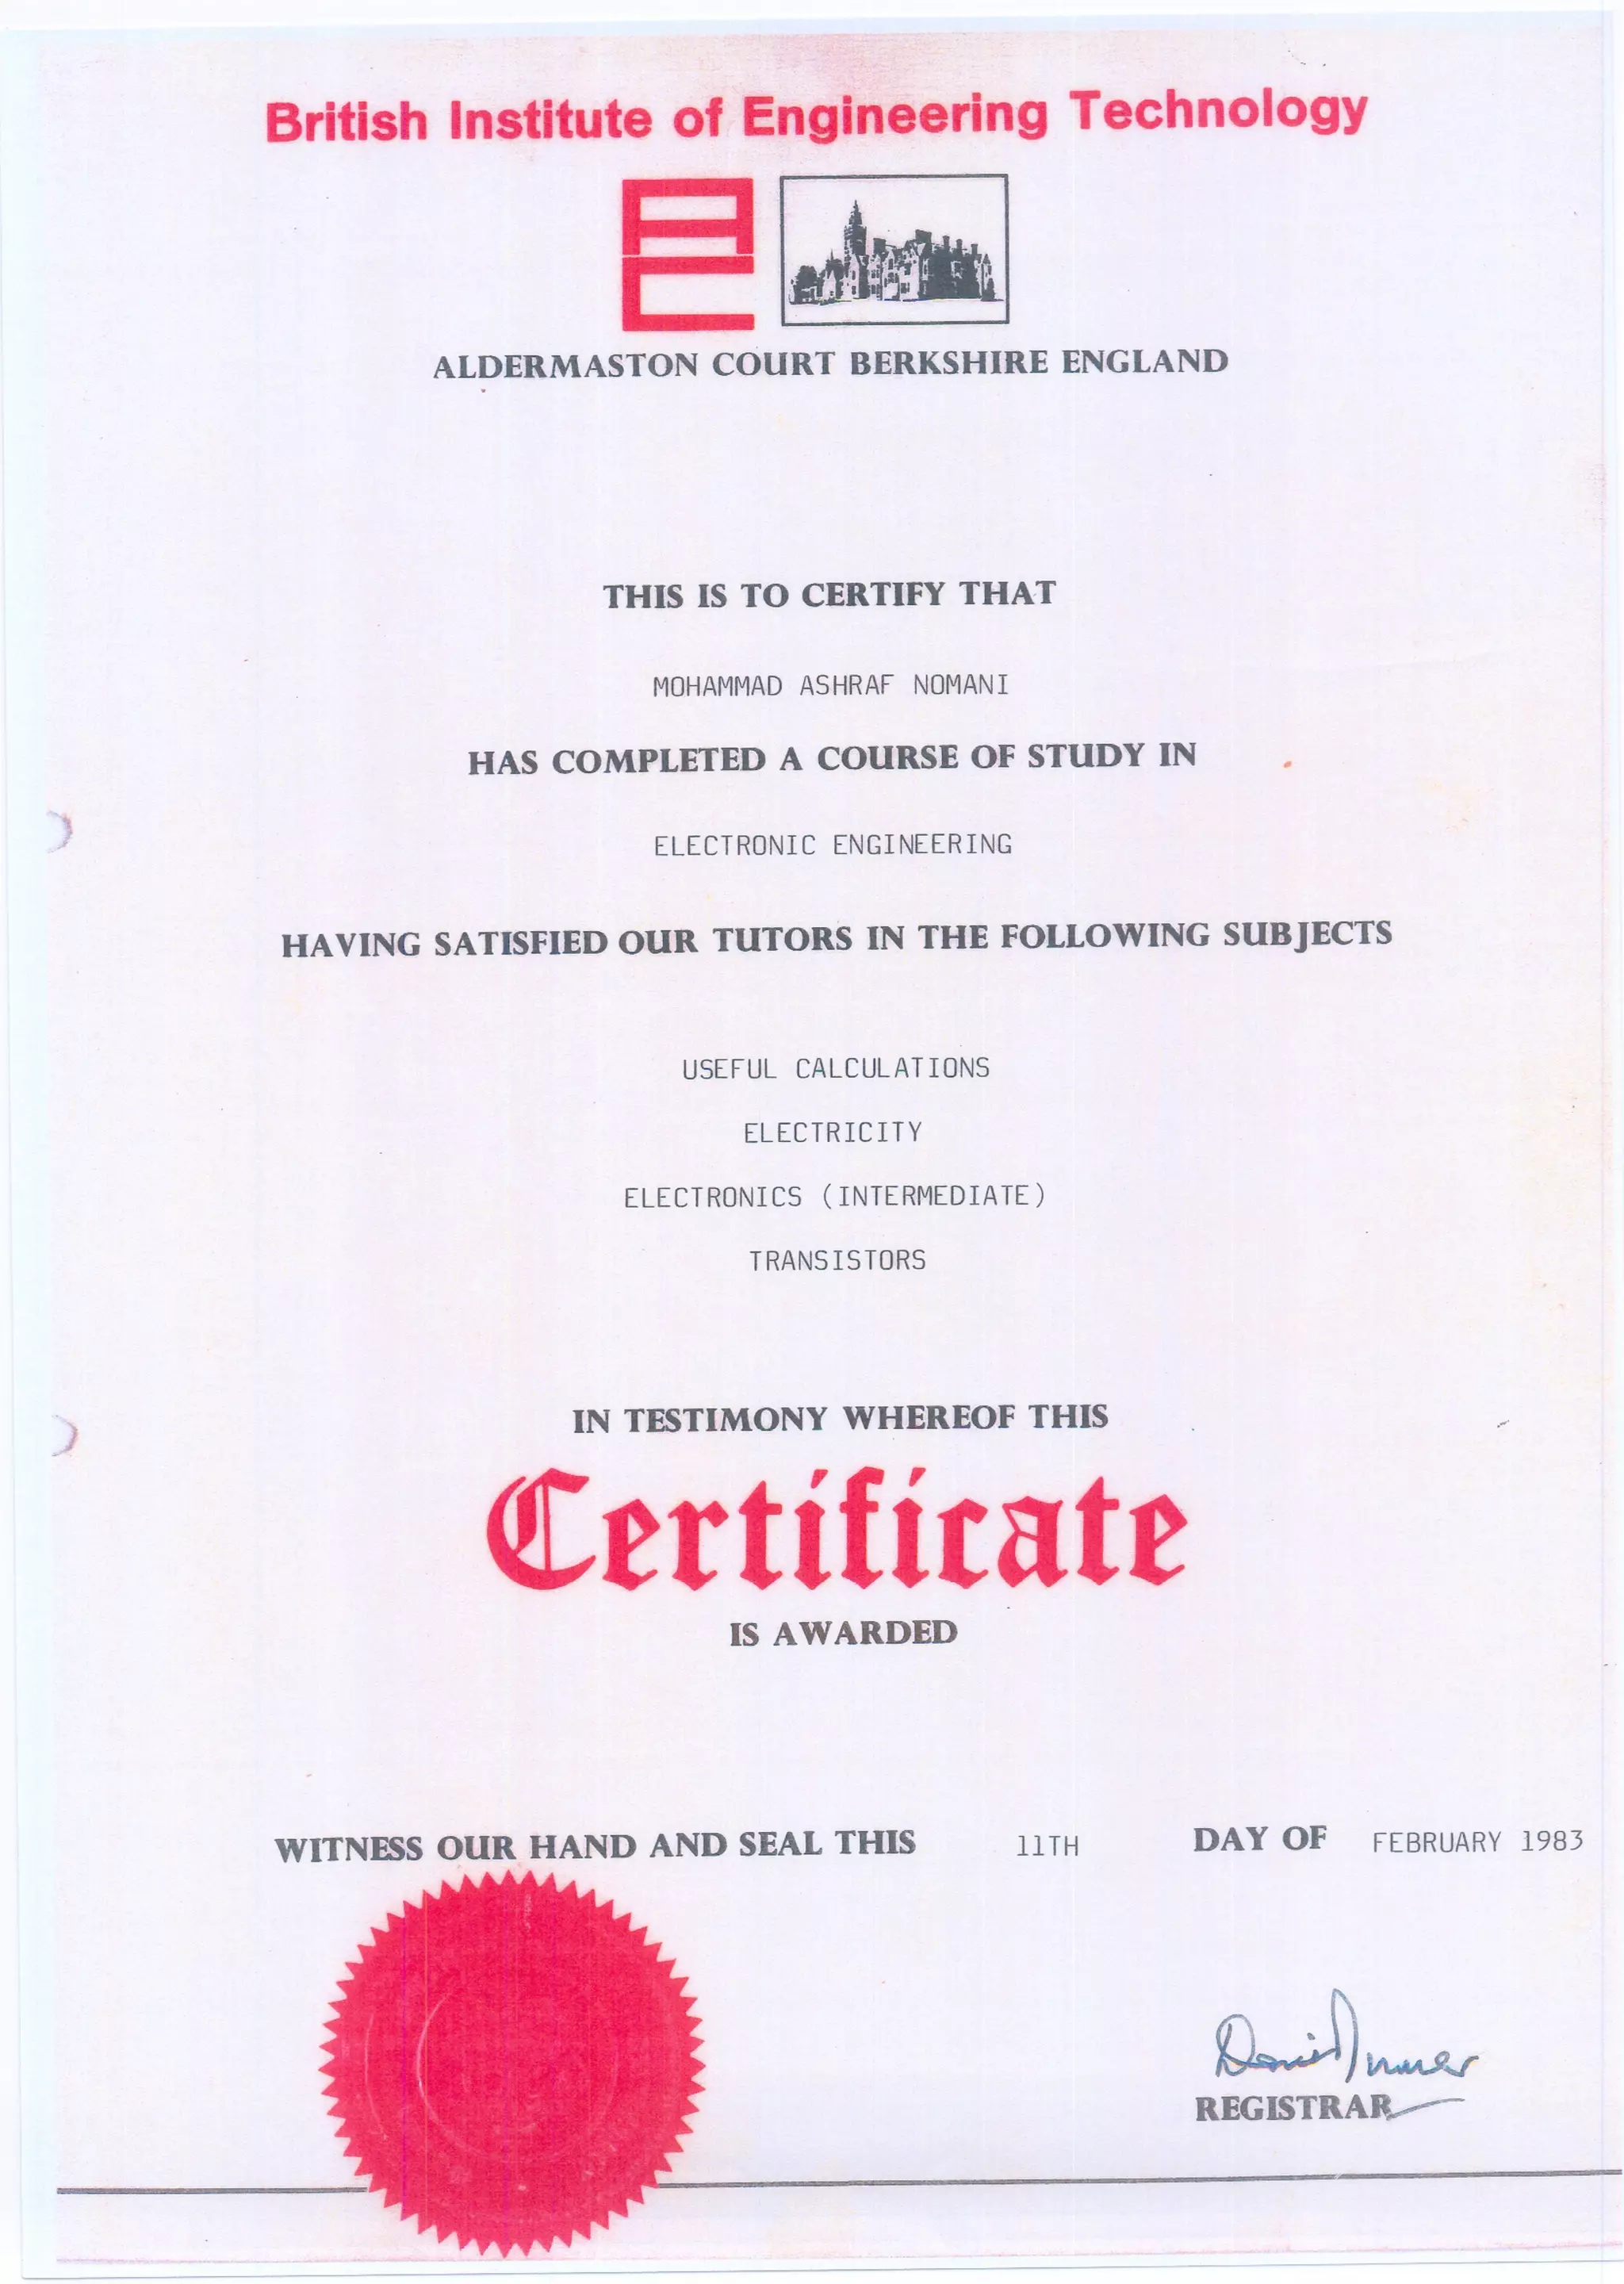 British Institute of Engineering Technology
ALDERMASTON COURT BERKSHIRE ENGLAND
THIS IS TO CERTIFY THAT
MOHAMMAD ASHRAF NOMANI
HAS COMPLETED A COURSE OF STUDY IN
ELECTRONIC ENGINEERING
HAVING SATISFIED OUR TUTORS IN THE FOLLOWING SUBJECTS
USEFUL CALCULATIONS
ELECTRICITY
ELECTRONICS (INTERMEDIATE)
TRANSISTORS
IN TESTIMONY WHEREOF THIS
Certificate
IS AWARDED
WITNESS OUR HAND AND SEAL THIS 11TH DAY OF FEBRUARY 1983
REGISTRAR